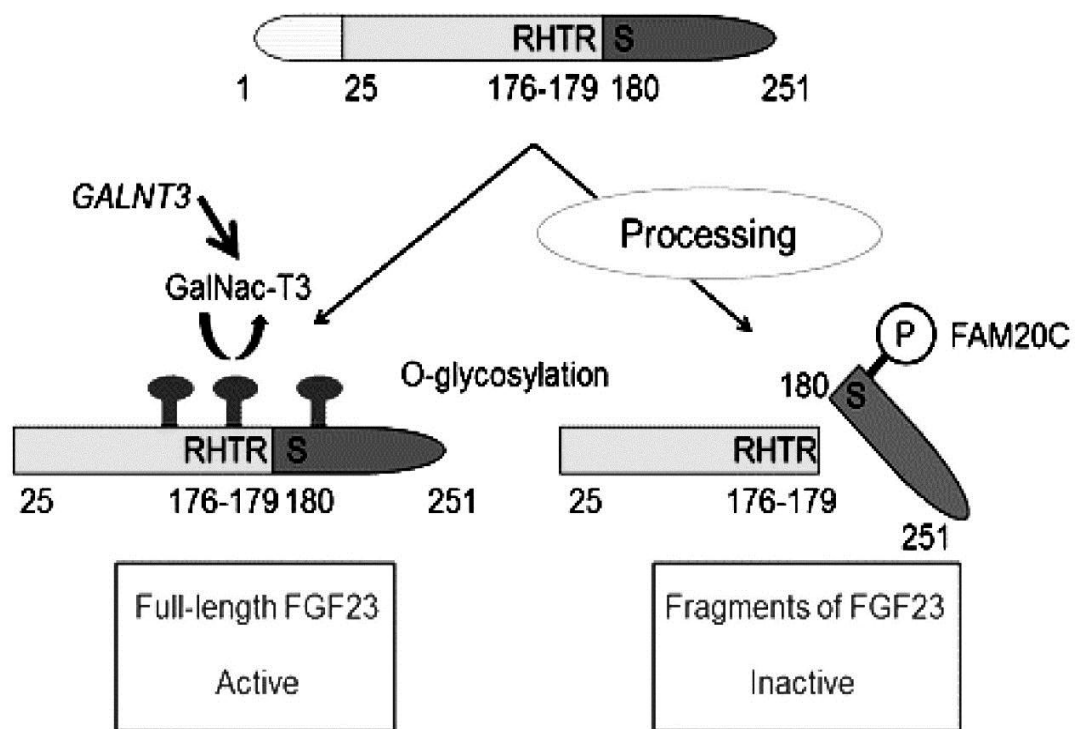 RHTR S
1 25 176-179 180 251
GALNT3
Processing
GalNac-T3
P FAM20C
O-glycosylation
180 S
RHTR S
RHTR
25 176-179 180 251
25 176-179
251
Full-length FGF23
Active
Fragments of FGF23
Inactive